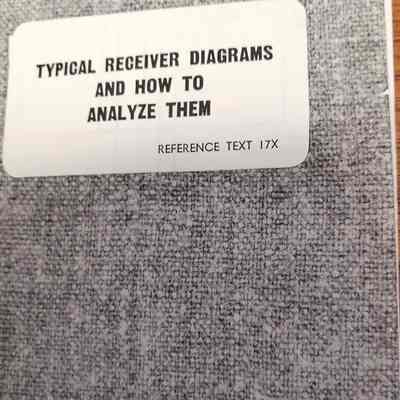 TYPICAL RECEIVER DIAGRAMS
AND HOW TO
ANALYZE THEM
REFERENCE TEXT 17X